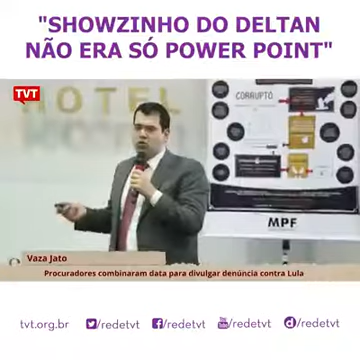 "SHOWZINHO DO DELTAN
NÃO ERA SÓ POWER POINT"
TVT
HOTEL
CORRUPTO
MPF
Vaza Jato
Procuradores combinaram data para divulgar denúncia contra Lula
tvt.org.br /redetvt /redetvt /redetvt /redetvt